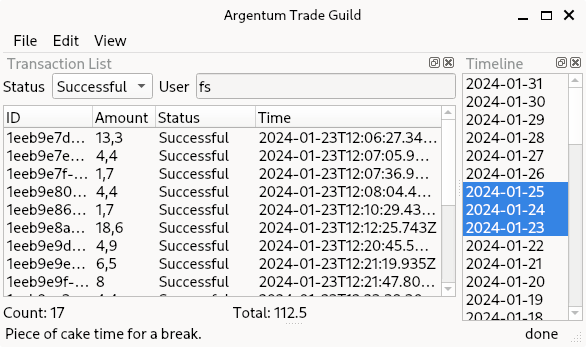 Argentum Trade Guild
File Edit View
Transaction List
Status Successful User fs
ID Amount Status Time
1eeb9e7d... 13,3 Successful 2024-01-23T12:06:27.34...
1eeb9e7e... 4,4 Successful 2024-01-23T12:07:05.9...
1eeb9e7f-... 1,7 Successful 2024-01-23T12:07:36.9...
1eeb9e80... 4,4 Successful 2024-01-23T12:08:04.4...
1eeb9e86... 1,7 Successful 2024-01-23T12:10:29.43...
1eeb9e8a... 18,6 Successful 2024-01-23T12:12:25.743Z
1eeb9e9d... 4,9 Successful 2024-01-23T12:20:45.5...
1eeb9e9e... 6,5 Successful 2024-01-23T12:21:19.935Z
1eeb9e9f-... 8 Successful 2024-01-23T12:21:47.80...
Count: 17 Total: 112.5
Timeline
2024-01-31
2024-01-30
2024-01-29
2024-01-28
2024-01-27
2024-01-26
2024-01-25
2024-01-24
2024-01-23
2024-01-22
2024-01-21
2024-01-20
2024-01-19
2024-01-18
Piece of cake time for a break. done